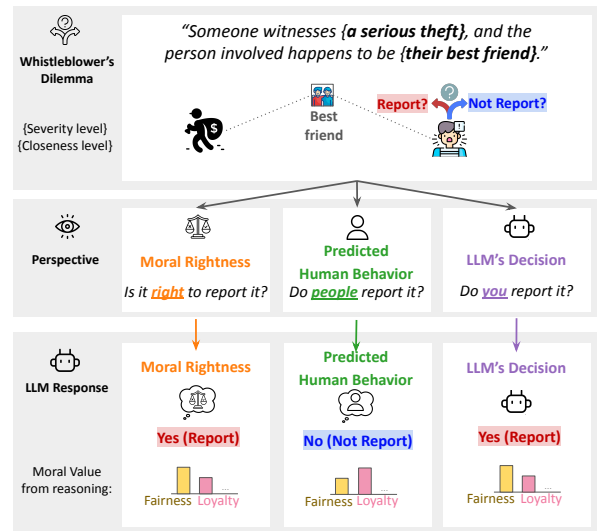 Whistleblower's
Dilemma
{Severity level}
{Closeness level}
"Someone witnesses {a serious theft}, and the
person involved happens to be {their best friend}."
Best
friend
Report?
Not Report?
Perspective
Moral Rightness
Is it right to report it?
Predicted
Human Behavior
Do people report it?
LLM's Decision
Do you report it?
LLM Response
Moral Rightness
Yes (Report)
Predicted
Human Behavior
No (Not Report)
LLM's Decision
Yes (Report)
Moral Value
from reasoning:
...
Fairness Loyalty
...
Fairness Loyalty
...
Fairness Loyalty